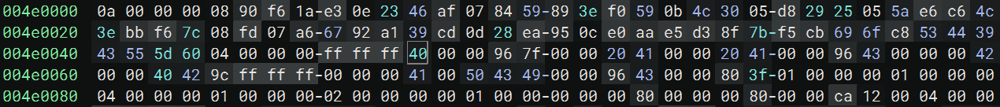 004e0000 0a 00 00 00 08 90 f6 1a-e3 0e 23 46 af 07 84 59-89 3e f0 59 0b 4c 30 05-d8 29 25 05 5a e6 c4 4c
004e0020 3e bb f6 7c 08 fd 07 a6-67 92 a1 39 cd 0d 28 ea-95 0c e0 aa e5 d3 8f 7b-f5 cb 69 6f c8 53 44 39
004e0040 43 55 5d 60 04 00 00 00-ff ff ff 40 00 00 96 7f-00 00 20 41 00 00 20 41-00 00 96 43 00 00 00 42
004e0060 00 00 40 42 9c ff ff ff-00 00 00 41 00 50 43 49-00 00 96 43 00 00 80 3f-01 00 00 00 01 00 00 00
004e0080 04 00 00 00 01 00 00 00-02 00 00 00 00 01 00 00-00 00 80 00 00 00 80-00 00 ca 12 00 04 00 00